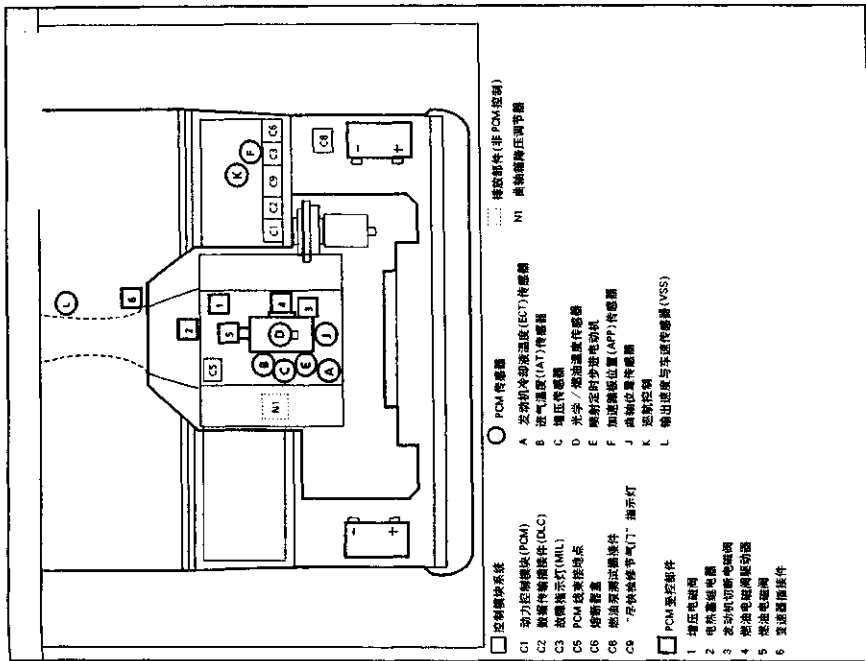 L
6
2
1
5
4
3
D
J
B
C
E
A
C5
N1
K
F
C1
C2
C9
C3
C6
C8
- +
- +
控制模块系统
C1 动力控制模块(PCM)
C2 数据传输插接件(DLC)
C3 故障指示灯(MIL)
C5 PCM 线束接地点
C6 熔断器盒
C8 燃油泵测试器接件
C9 “尽快检修节气门”指示灯
PCM 受控部件
1 增压电磁阀
2 电热塞继电器
3 发动机切断电磁阀
4 燃油电磁阀驱动器
5 燃油电磁阀
6 变速器插接件
PCM 传感器
A 发动机冷却液温度(ECT)传感器
B 进气温度(IAT)传感器
C 增压传感器
D 光学/燃油温度传感器
E 喷射定时步进电动机
F 加速踏板位置(APP)传感器
J 曲轴位置传感器
K 巡航控制
L 输出速度与车速传感器(VSS)
排放部件(非 PCM 控制)
N1 曲轴箱降压调节器